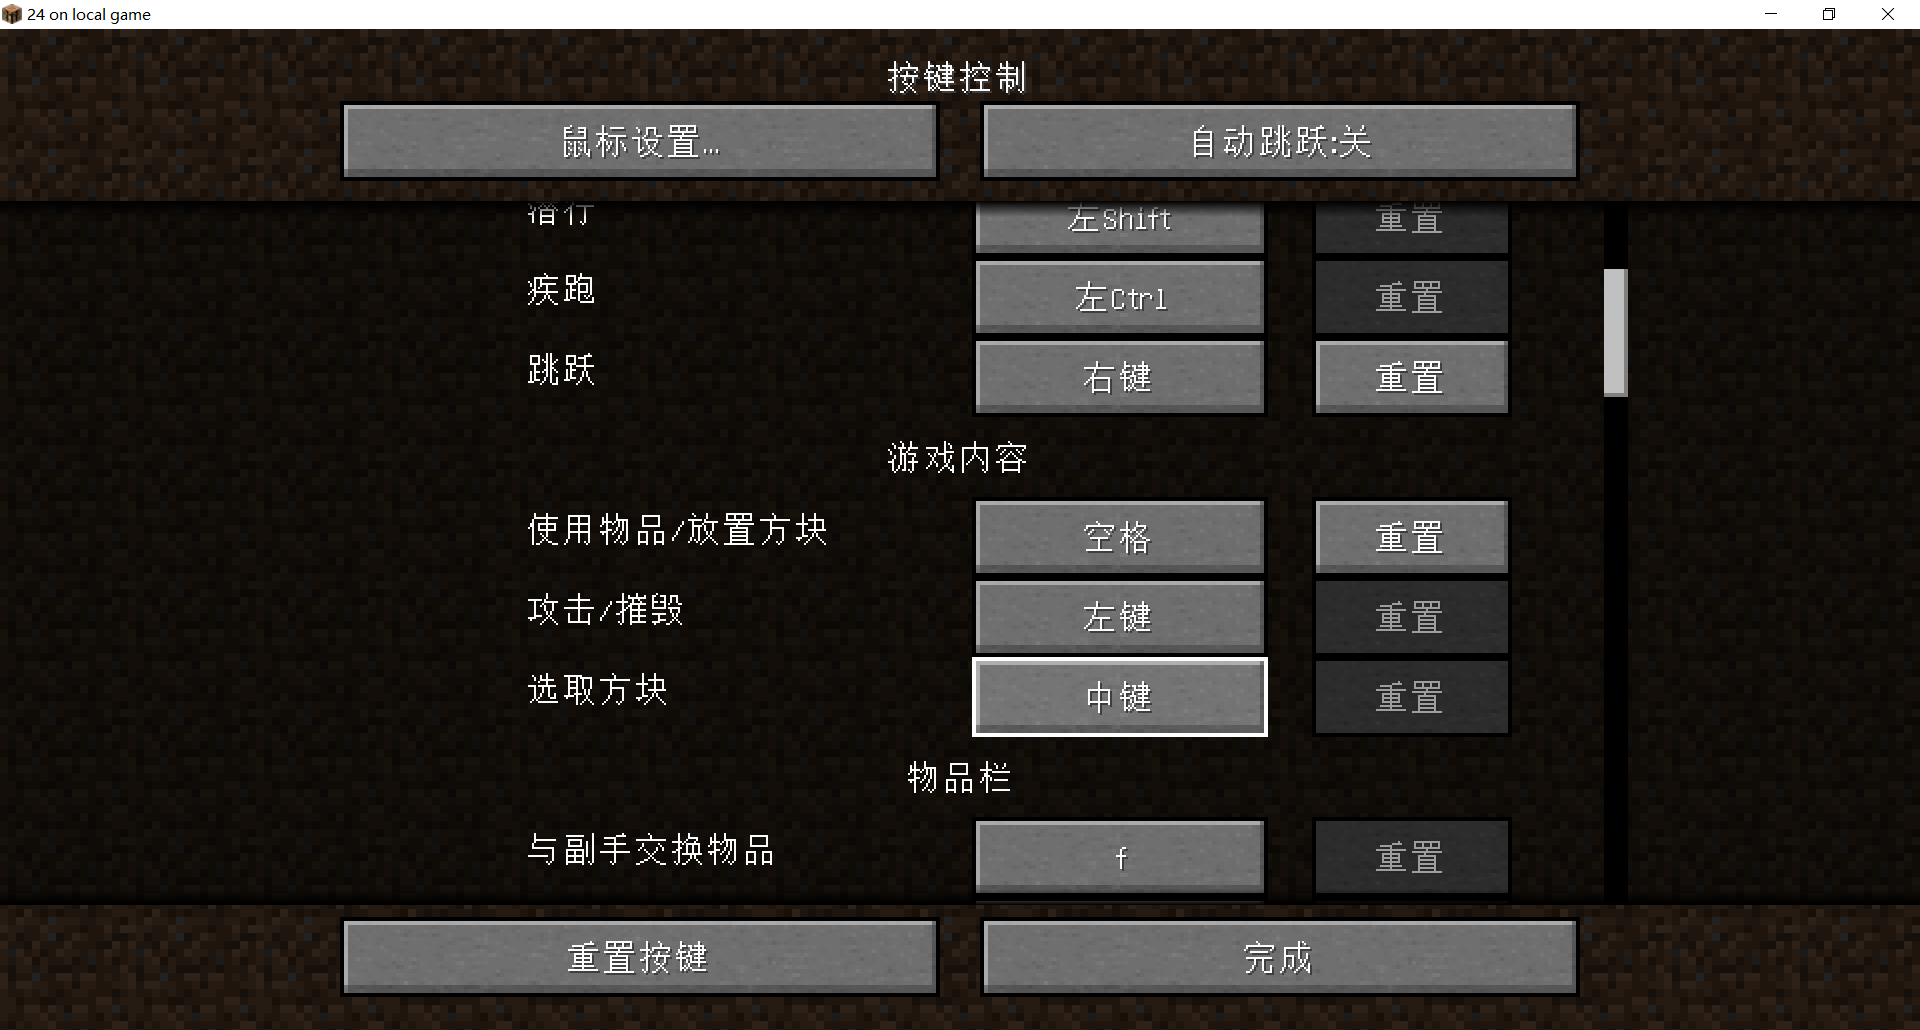 24 on local game
按键控制
鼠标设置...
自动跳跃:关
潜行
左Shift
重置
疾跑
左Ctrl
重置
跳跃
右键
重置
游戏内容
使用物品/放置方块
空格
重置
攻击/摧毁
左键
重置
选取方块
中键
重置
物品栏
与副手交换物品
f
重置
重置按键
完成